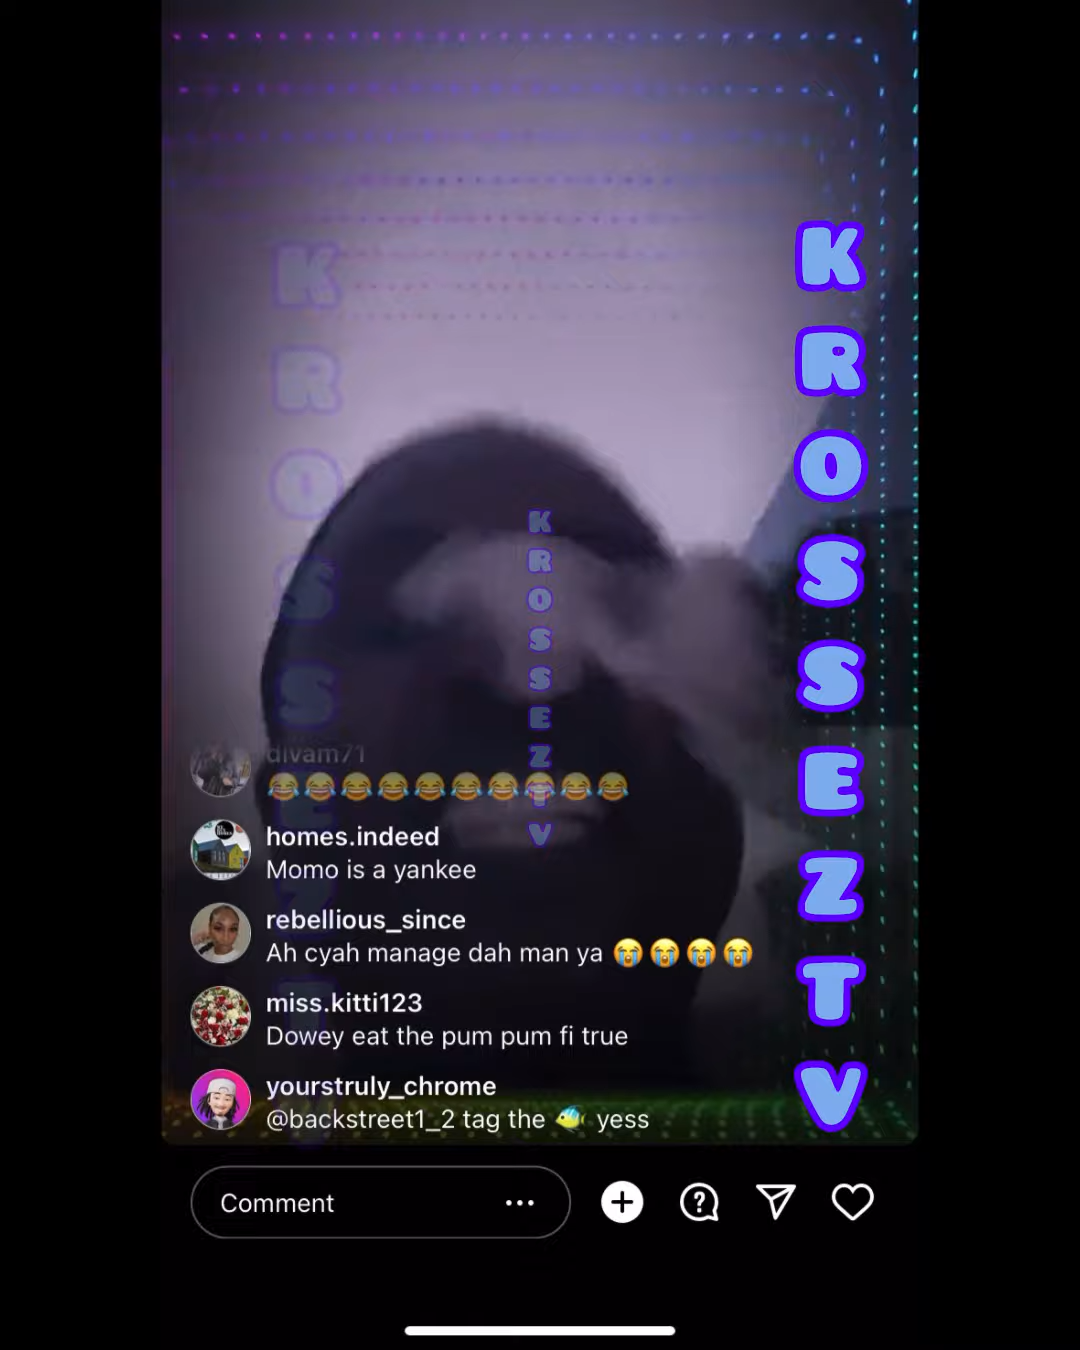 K
R
O
S
S
E
Z
T
V
K
R
O
S
S
E
Z
T
V
K
R
O
S
S
E
Z
T
V
divam71
😂😂😂😂😂😂😂😂😂😂
homes.indeed
Momo is a yankee
rebellious_since
Ah cyah manage dah man ya 😭😭😭😭
miss.kitti123
Dowey eat the pum pum fi true
yourstruly_chrome
@backstreet1_2 tag the 🐠 yess
Comment ...